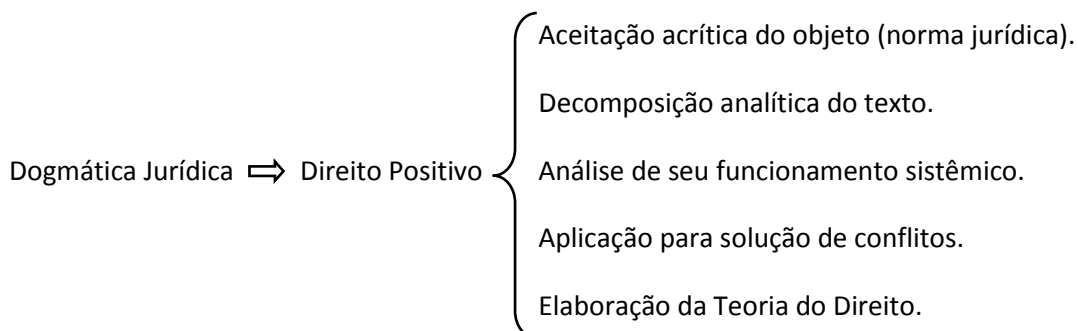 Aceitação acrítica do objeto (norma jurídica).
Decomposição analítica do texto.
Dogmática Jurídica ⇨ Direito Positivo
Análise de seu funcionamento sistêmico.
Aplicação para solução de conflitos.
Elaboração da Teoria do Direito.